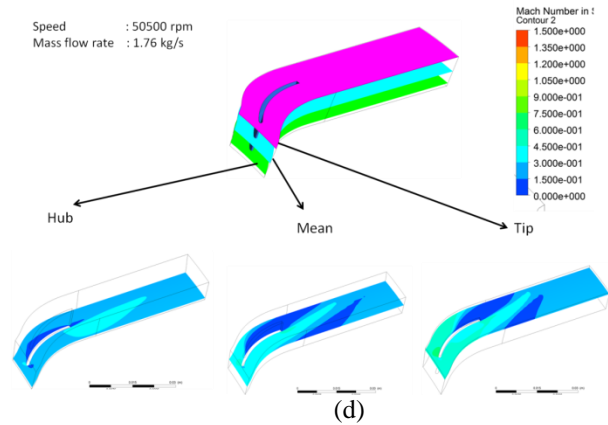 Speed : 50500 rpm
Mass flow rate : 1.76 kg/s
Mach Number in S
Contour 2
1.500e+000
1.350e+000
1.200e+000
1.050e+000
9.000e-001
7.500e-001
6.000e-001
4.500e-001
3.000e-001
1.500e-001
0.000e+000
Hub
Mean
Tip
(d)